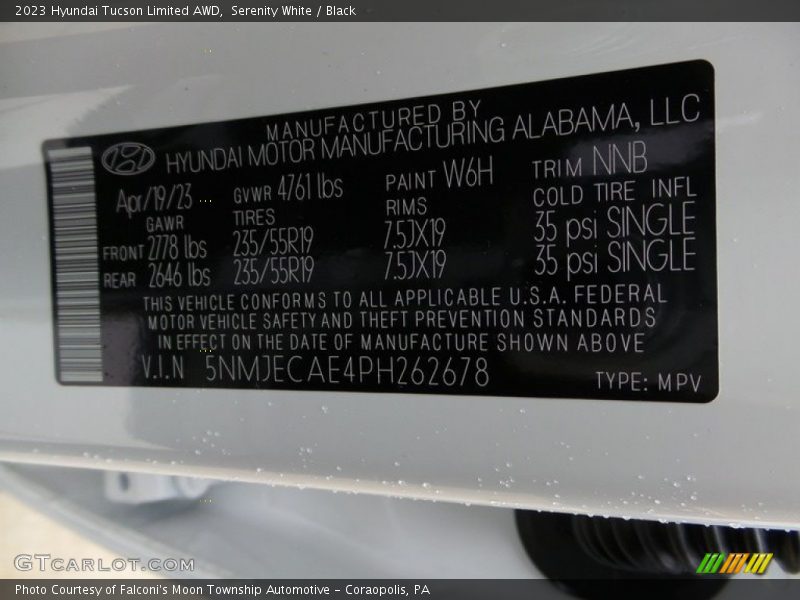 2023 Hyundai Tucson Limited AWD, Serenity White / Black
MANUFACTURED BY
HYUNDAI MOTOR MANUFACTURING ALABAMA, LLC
Apr/19/23 GVWR 4761 lbs PAINT W6H TRIM NNB
GAWR TIRES RIMS COLD TIRE INFL
FRONT 2778 lbs 235/55R19 7.5JX19 35 psi SINGLE
REAR 2646 lbs 235/55R19 7.5JX19 35 psi SINGLE
THIS VEHICLE CONFORMS TO ALL APPLICABLE U.S.A. FEDERAL
MOTOR VEHICLE SAFETY AND THEFT PREVENTION STANDARDS
IN EFFECT ON THE DATE OF MANUFACTURE SHOWN ABOVE
V.I.N 5NMJECAE4PH262678 TYPE: MPV
GTCARLOT.COM
Photo Courtesy of Falconi's Moon Township Automotive - Coraopolis, PA